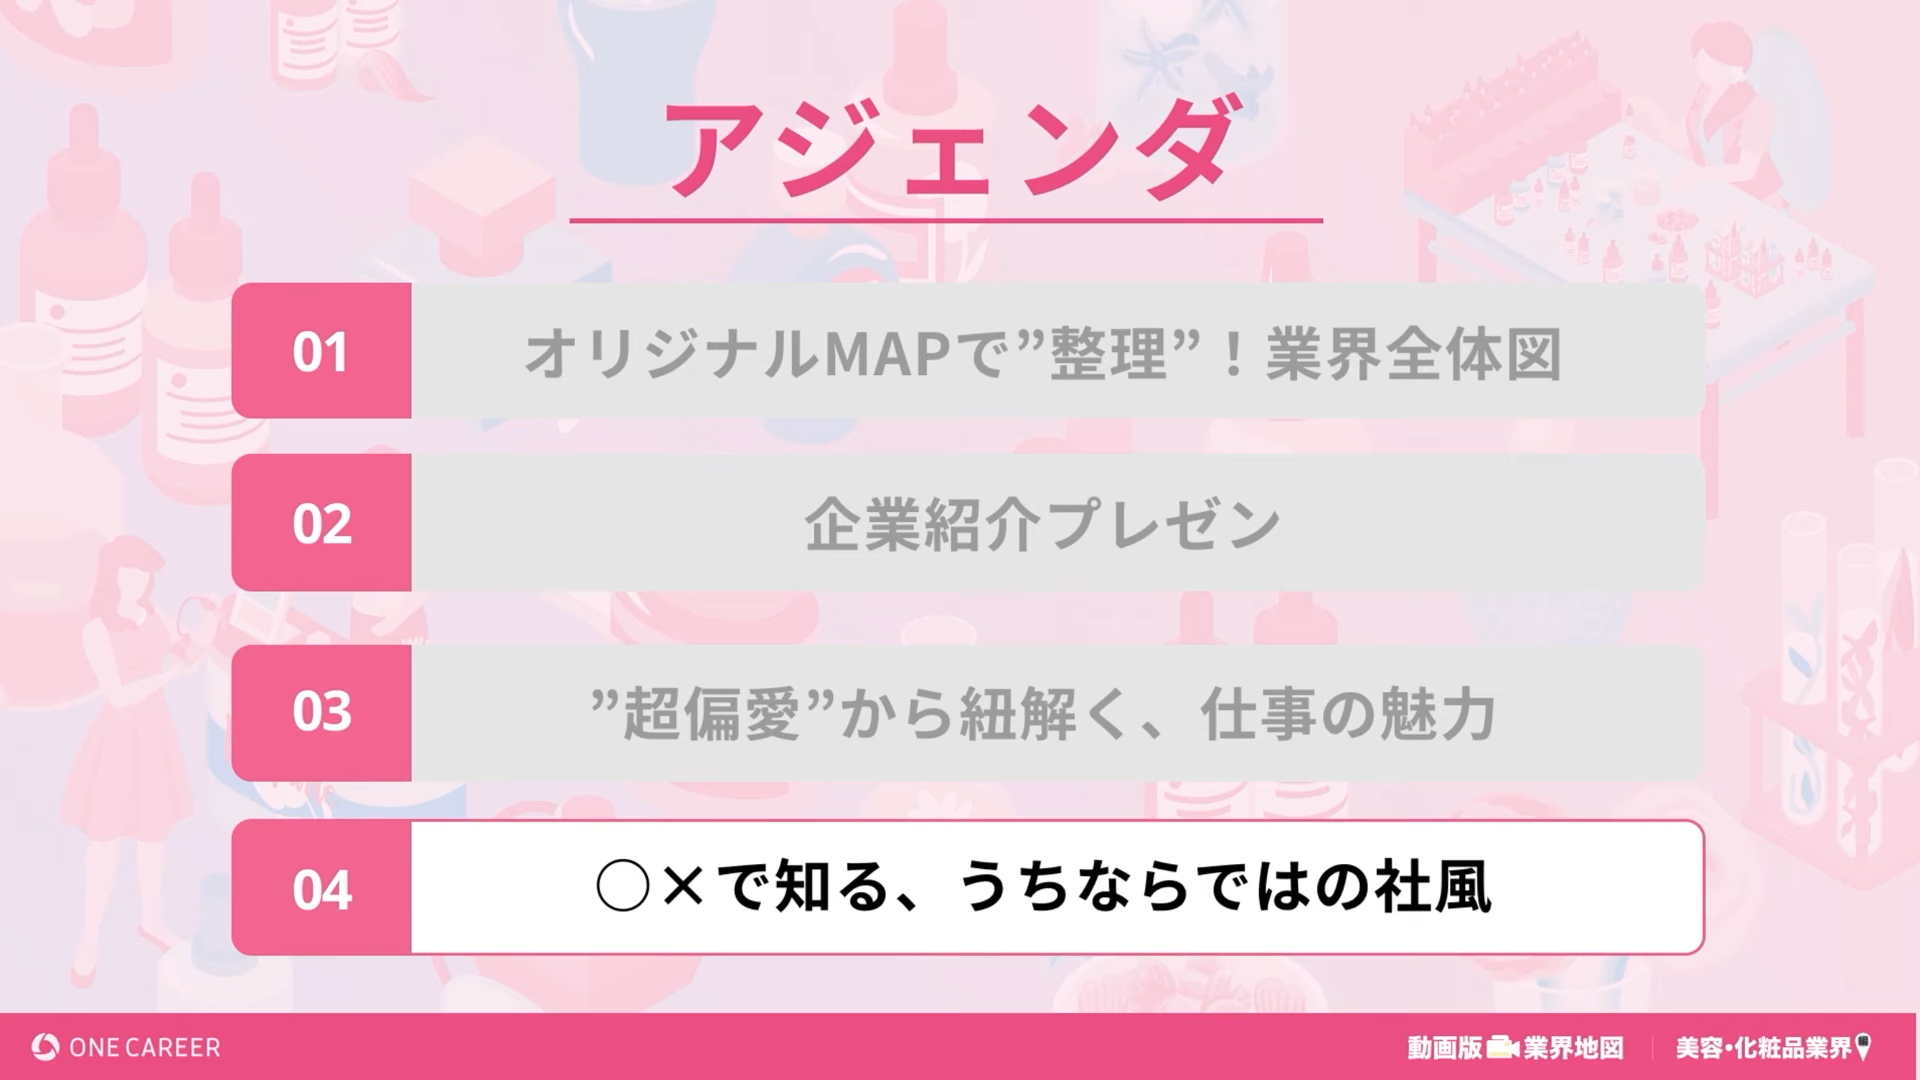 アジェンダ
01
オリジナルMAPで”整理”！業界全体図
02
企業紹介プレゼン
03
”超偏愛”から紐解く、仕事の魅力
04
○×で知る、うちならではの社風
ONE CAREER
動画版 業界地図
美容・化粧品業界編